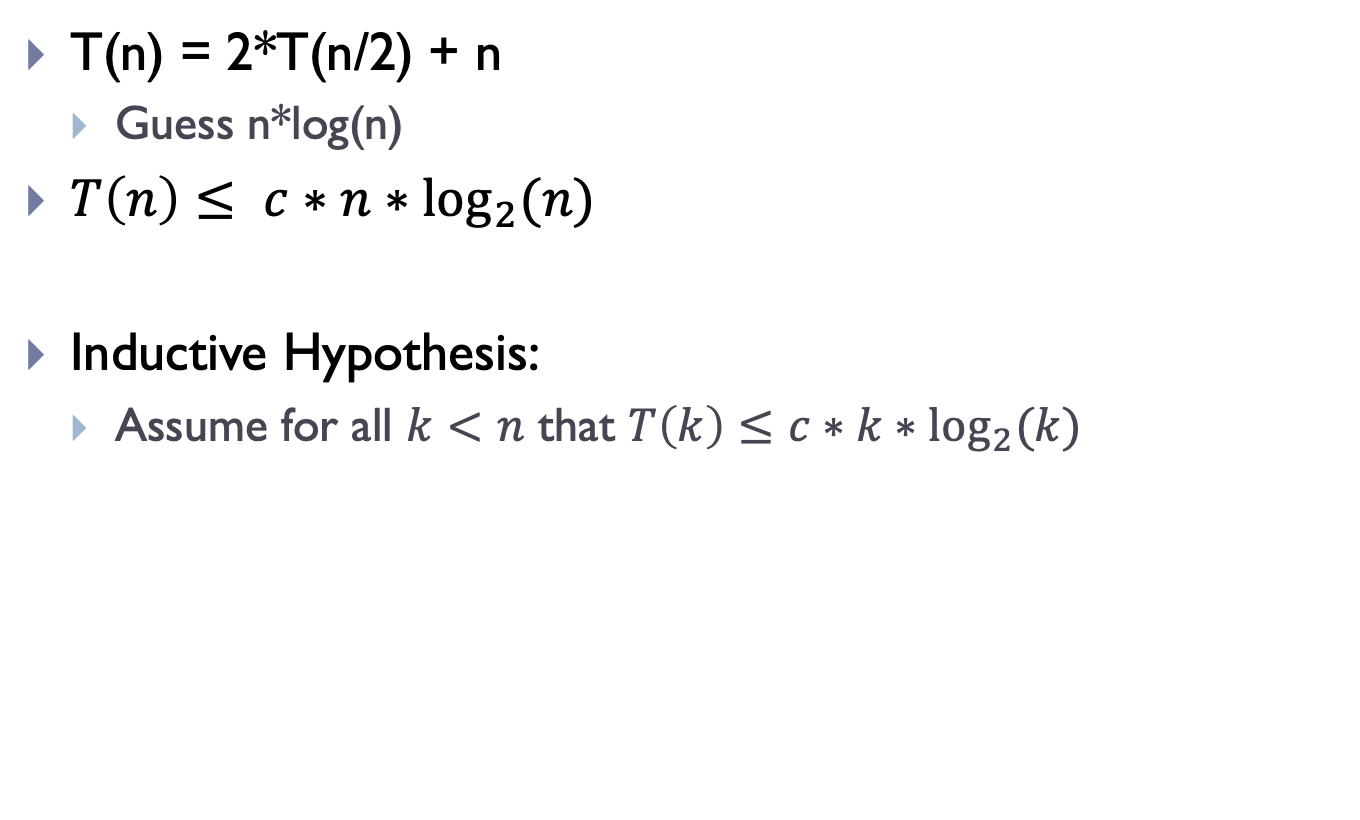 T(n) = 2*T(n/2) + n
Guess n*log(n)
T(n) ≤ c * n * log₂(n)
Inductive Hypothesis:
Assume for all k < n that T(k) ≤ c * k * log₂(k)